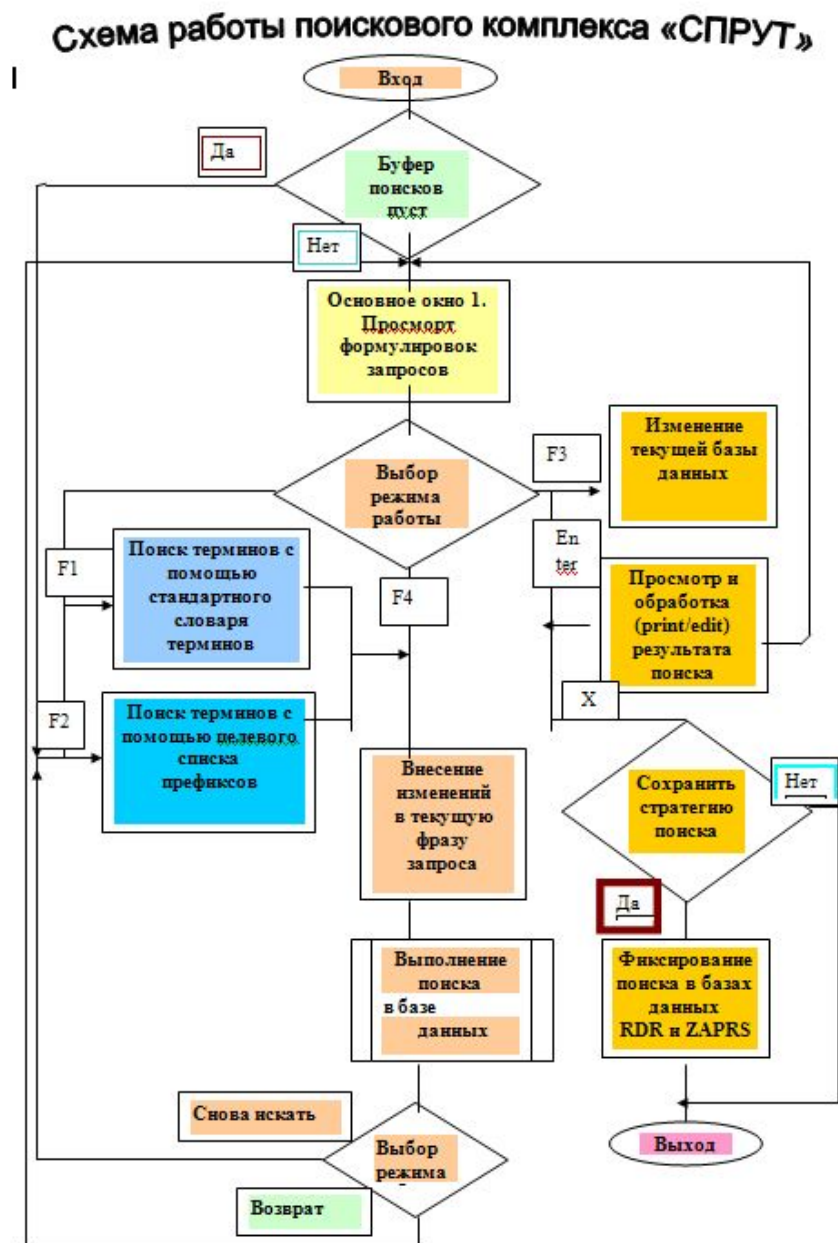 Схема работы поискового комплекса «СПРУТ»
Вход
Да
Буфер
поисков
пуст
Нет
Основное окно 1.
Просморт
формулировок
запросов
Выбор
режима
работы
F3
Изменение
текущей базы
данных
F1
Поиск терминов с
помощью
стандартного
словаря
терминов
F4
En
ter
Просмотр и
обработка
(print/edit)
результата
поиска
X
F2
Поиск терминов с
помощью целевого
списка
префиксов
Внесение
изменений
в текущую
фразу
запроса
Сохранить
стратегию
поиска
Нет
Да
Выполнение
поиска
в базе
данных
Фиксирование
поиска в базах
данных
RDR и ZAPRS
Снова искать
Выбор
режима
Возврат
Выход